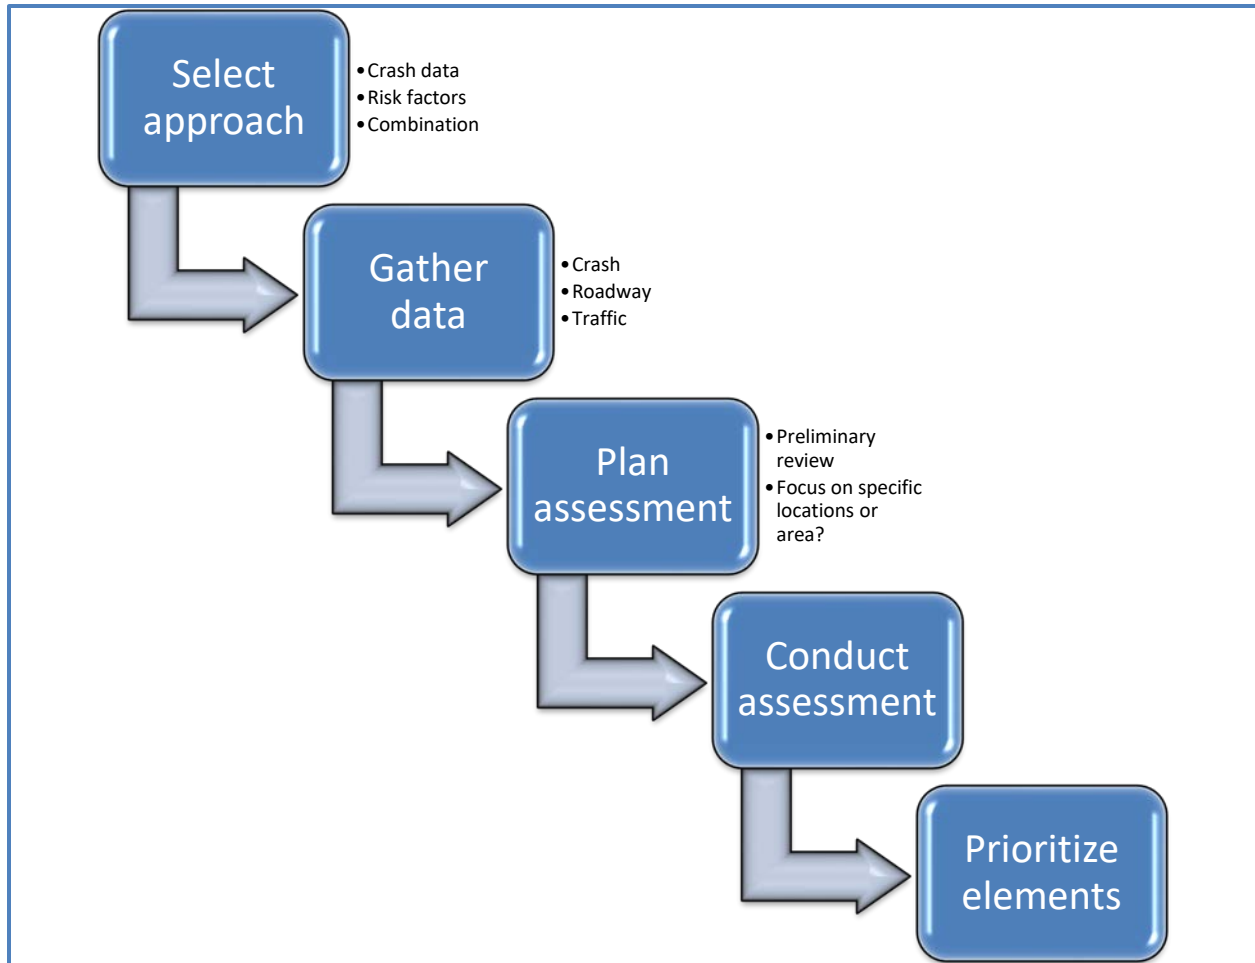 Select
approach
•Crash data
•Risk factors
•Combination
Gather
data
•Crash
•Roadway
•Traffic
Plan
assessment
•Preliminary
review
•Focus on specific
locations or
area?
Conduct
assessment
Prioritize
elements